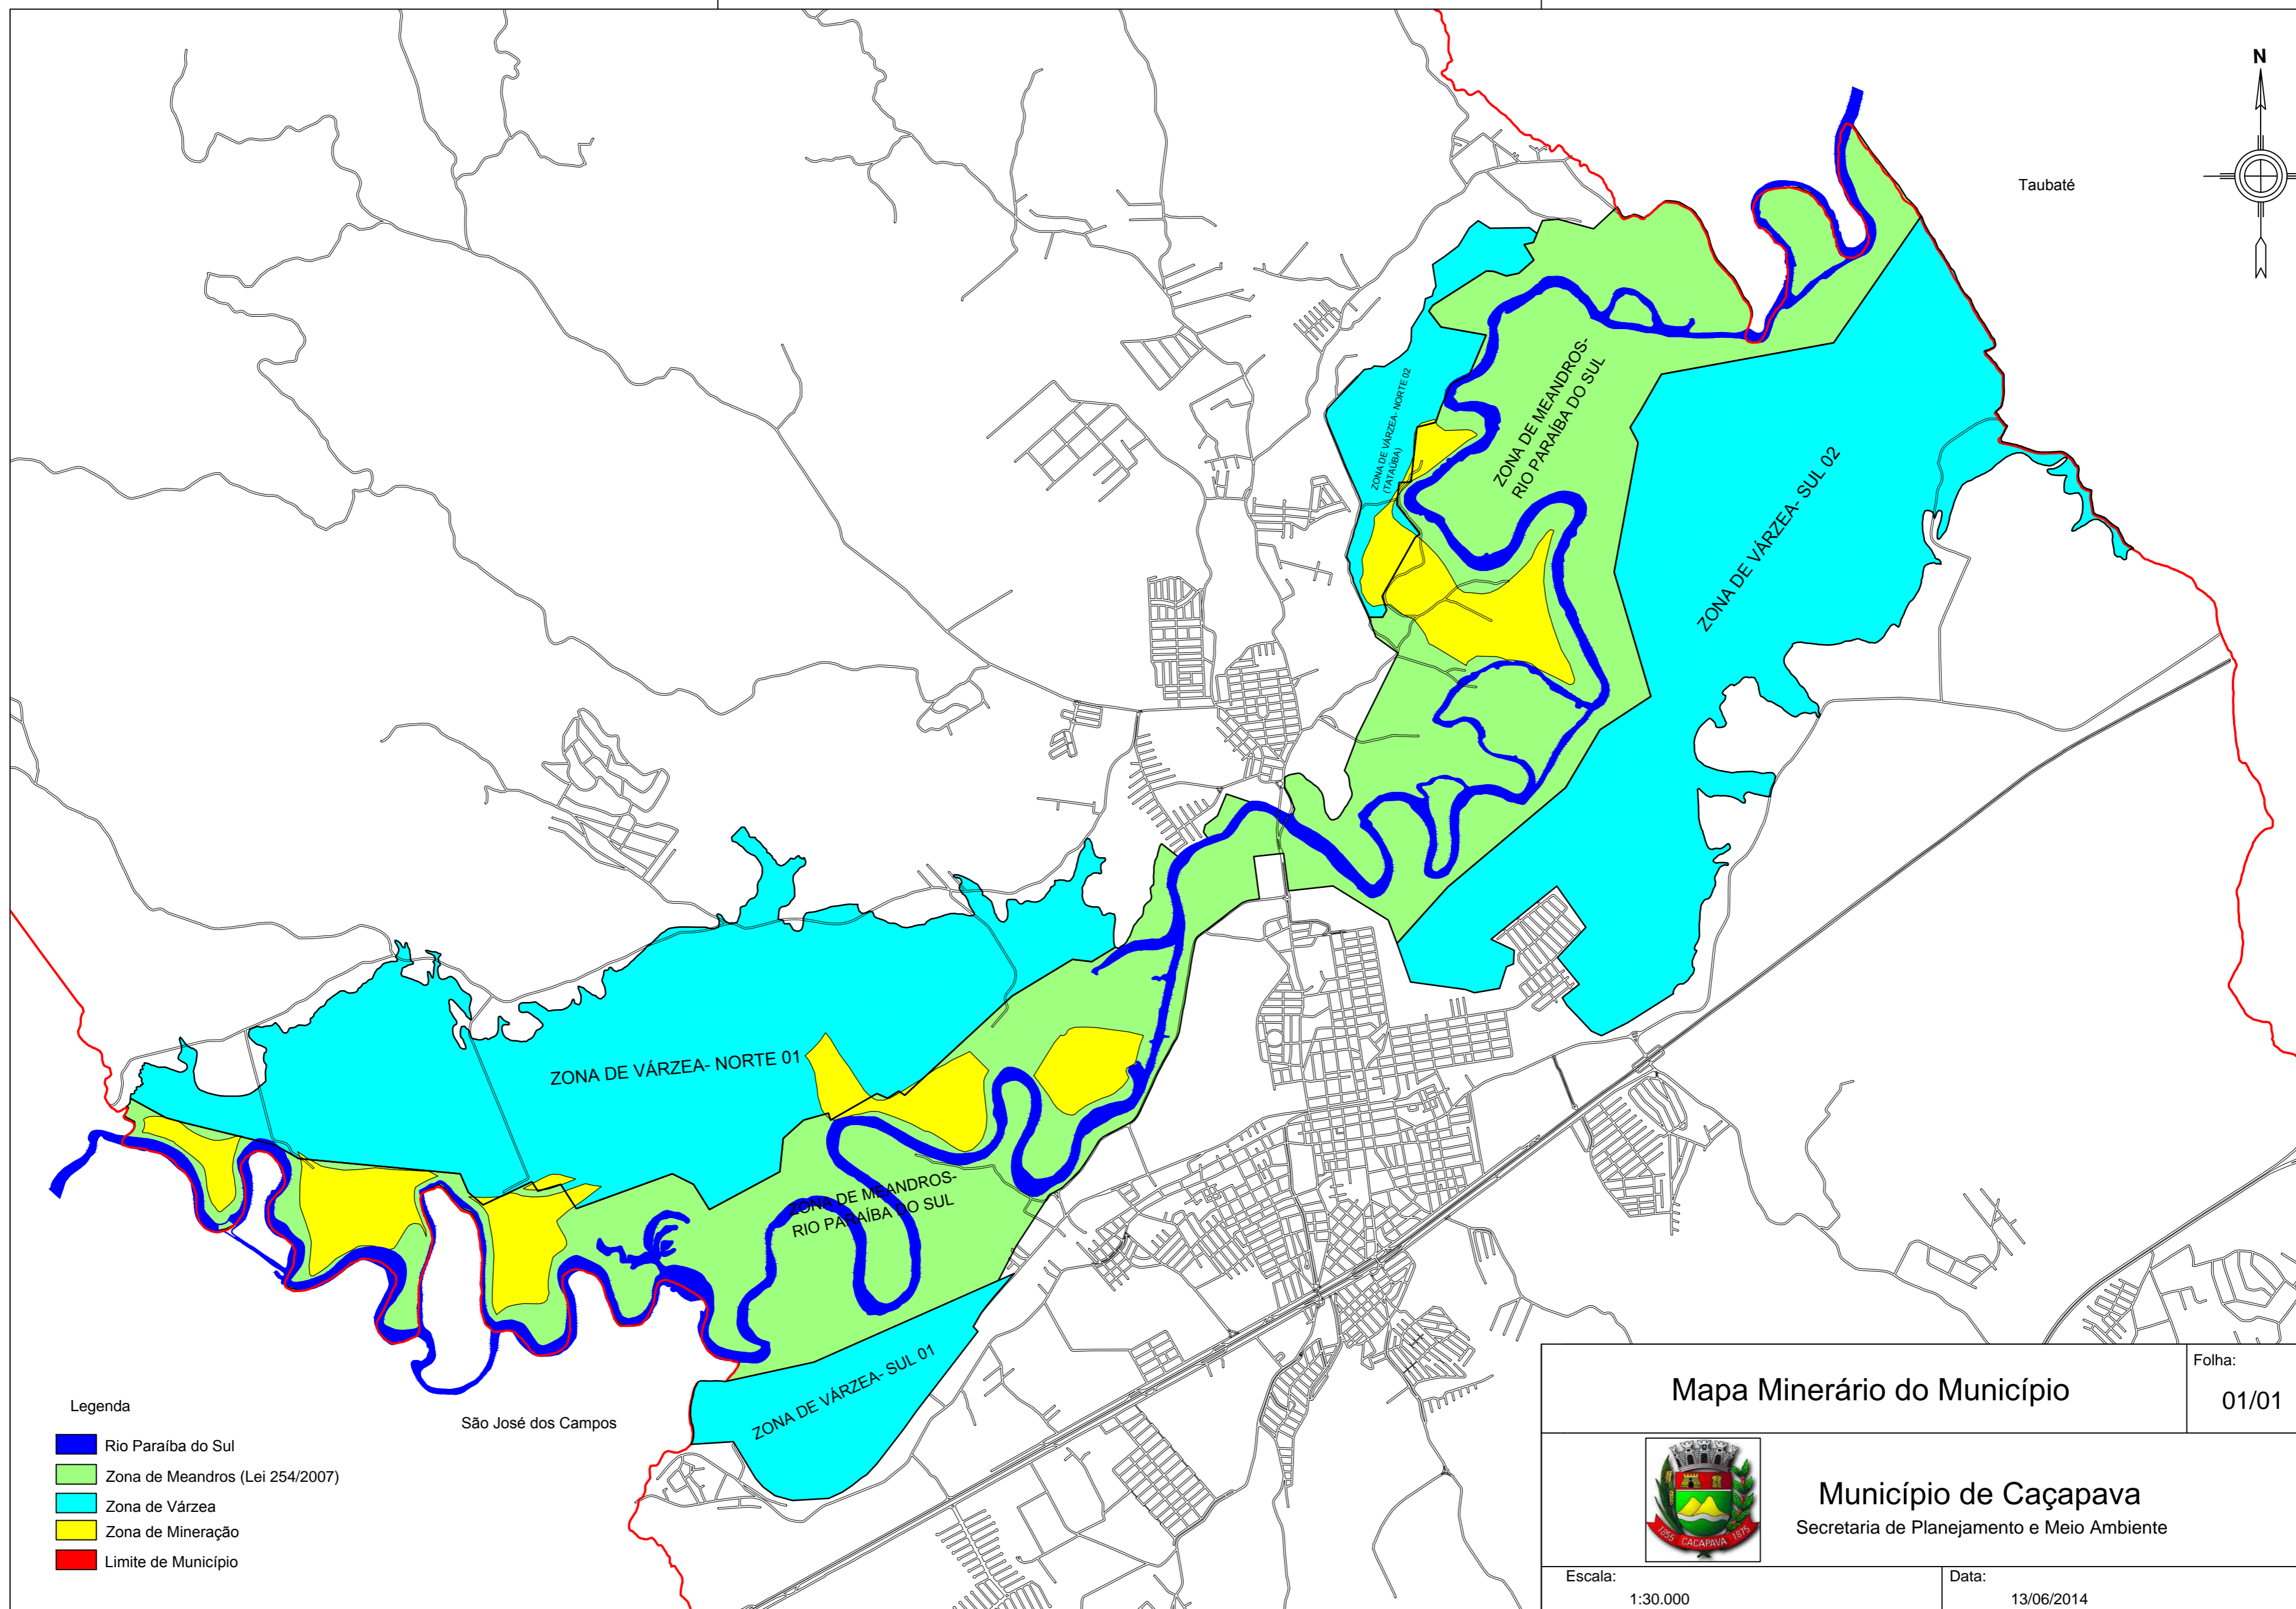 N
Taubaté
ZONA DE MEANDROS-
RIO PARAÍBA DO SUL
ZONA DE VÁRZEA- NORTE 02
(TATAÚBA)
ZONA DE VÁRZEA- SUL 02
ZONA DE VÁRZEA- NORTE 01
ZONA DE MEANDROS-
RIO PARAÍBA DO SUL
ZONA DE VÁRZEA- SUL 01
São José dos Campos
Legenda
Rio Paraíba do Sul
Zona de Meandros (Lei 254/2007)
Zona de Várzea
Zona de Mineração
Limite de Município
Mapa Minerário do Município
Folha:
01/01
1855 CAÇAPAVA 1875
Município de Caçapava
Secretaria de Planejamento e Meio Ambiente
Escala:
1:30.000
Data:
13/06/2014